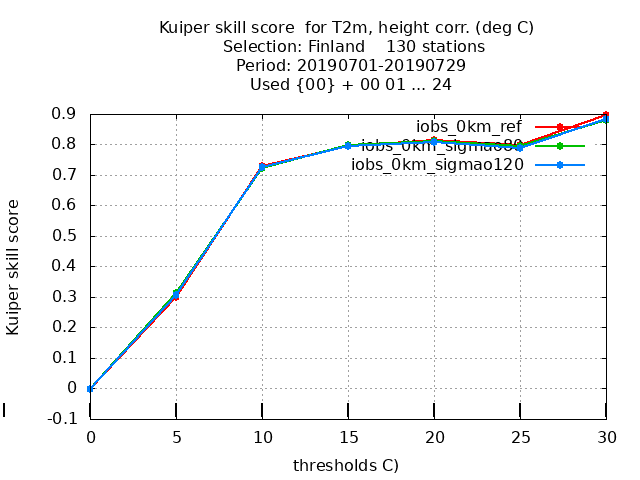 Kuiper skill score  for T2m, height corr. (deg C)
Selection: Finland    130 stations
Period: 20190701-20190729
Used {00} + 00 01 ... 24
0.9
0.8
0.7
0.6
0.5
0.4
0.3
0.2
0.1
0
-0.1
Kuiper skill score
iobs_0km_ref
iobs_0km_sigmao80
iobs_0km_sigmao120
0
5
10
15
20
25
30
thresholds C)